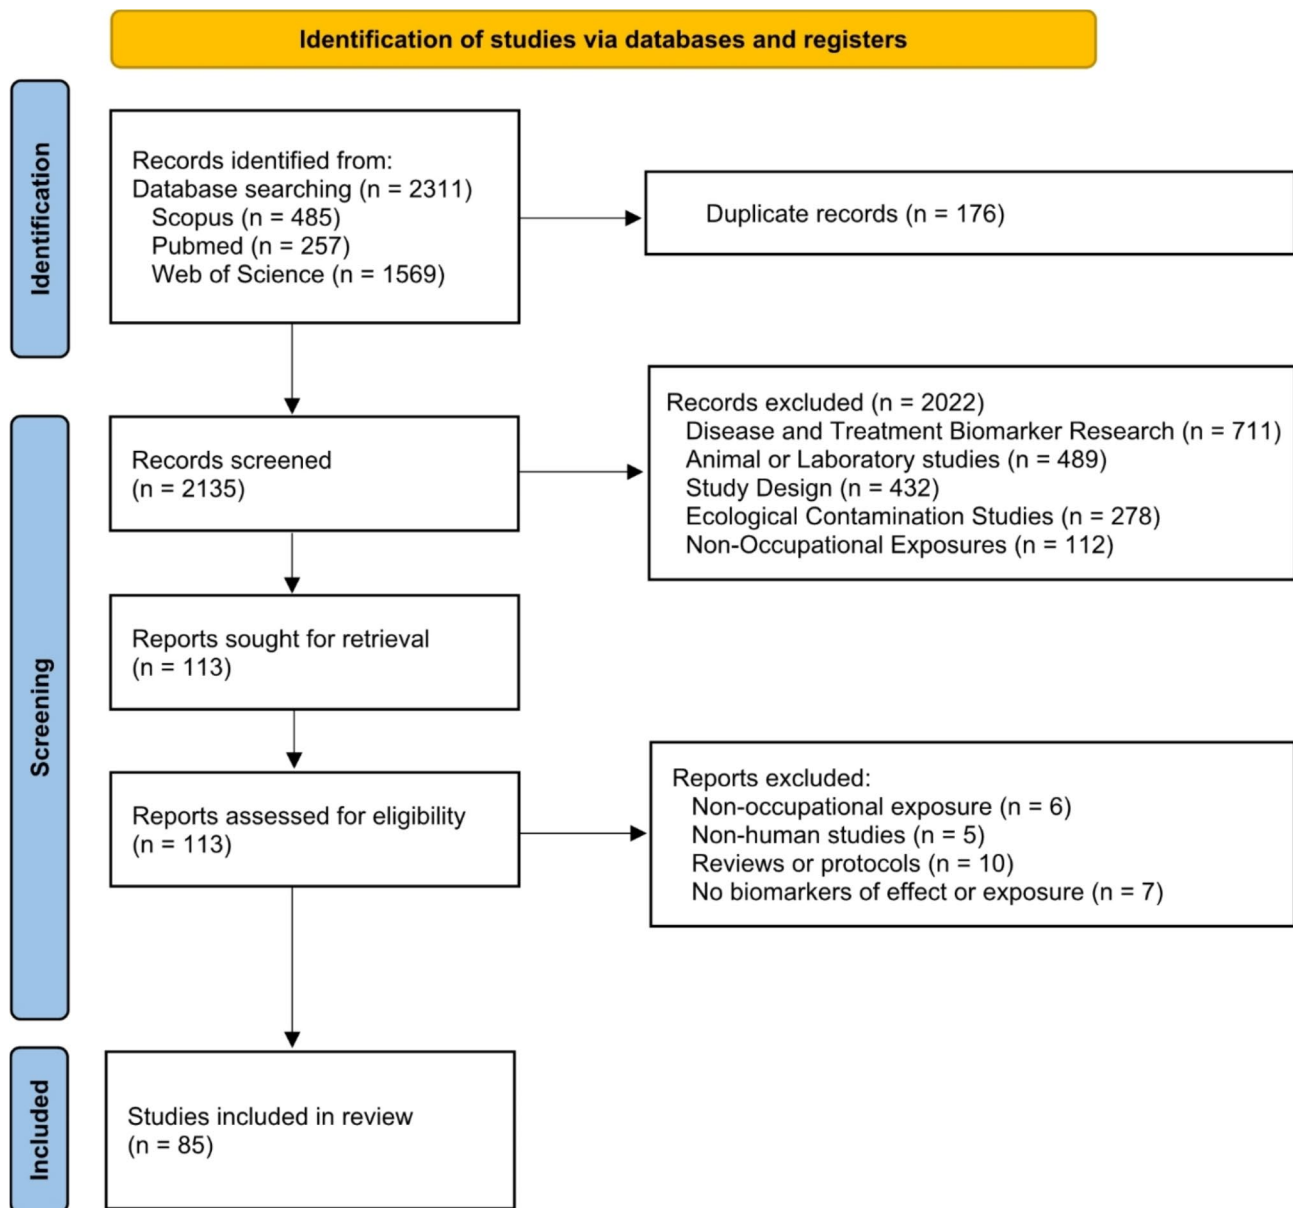 Identification of studies via databases and registers
Identification
Records identified from:
Database searching (n = 2311)
Scopus (n = 485)
Pubmed (n = 257)
Web of Science (n = 1569)
Duplicate records (n = 176)
Screening
Records screened
(n = 2135)
Records excluded (n = 2022)
Disease and Treatment Biomarker Research (n = 711)
Animal or Laboratory studies (n = 489)
Study Design (n = 432)
Ecological Contamination Studies (n = 278)
Non-Occupational Exposures (n = 112)
Reports sought for retrieval
(n = 113)
Reports assessed for eligibility
(n = 113)
Reports excluded:
Non-occupational exposure (n = 6)
Non-human studies (n = 5)
Reviews or protocols (n = 10)
No biomarkers of effect or exposure (n = 7)
Included
Studies included in review
(n = 85)